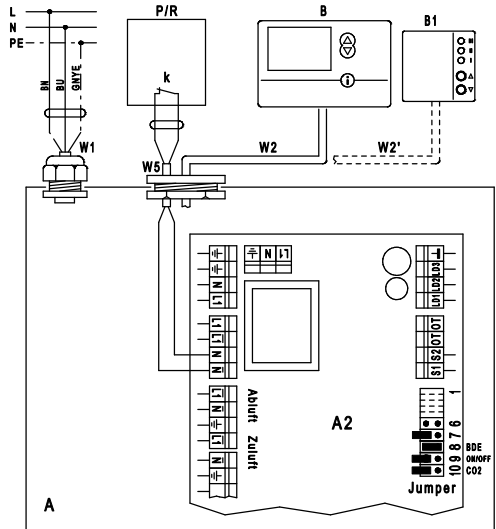 L
N
PE
BN
BU
GNYE
W1
P/R
k
W5
B
i
W2
B1
W2'
A
A2
N
L1
L1
L1
N
N
L1
N
L1
N
N
L1
Abluft
Zuluft
LD3
LD2
LD1
OT
OT
S2
S1
1
6
7
8 BDE
9 ON/OFF
10 CO2
Jumper